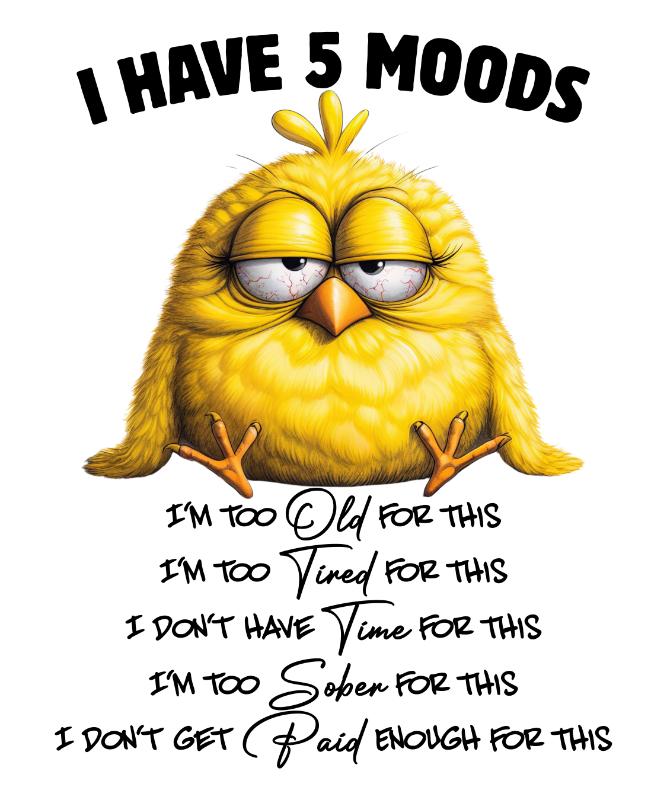 I HAVE 5 MOODS
I'M TOO Old FOR THIS
I'M TOO Tired FOR THIS
I DON'T HAVE Time FOR THIS
I'M TOO Sober FOR THIS
I DON'T GET Paid ENOUGH FOR THIS